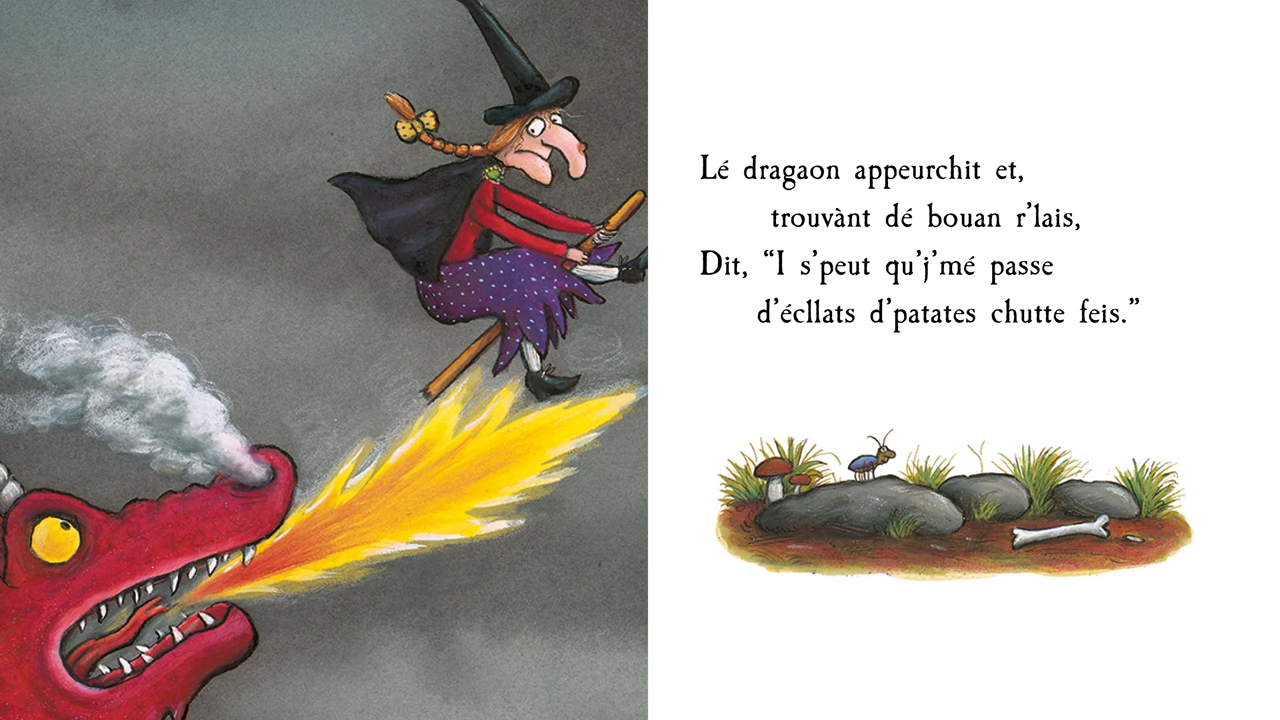 Lé dragaon appeurchit et,
trouvànt dé bouan r’lais,
Dit, “I s’peut qu’j’mé passe
d’écllats d’patates chutte feis.”